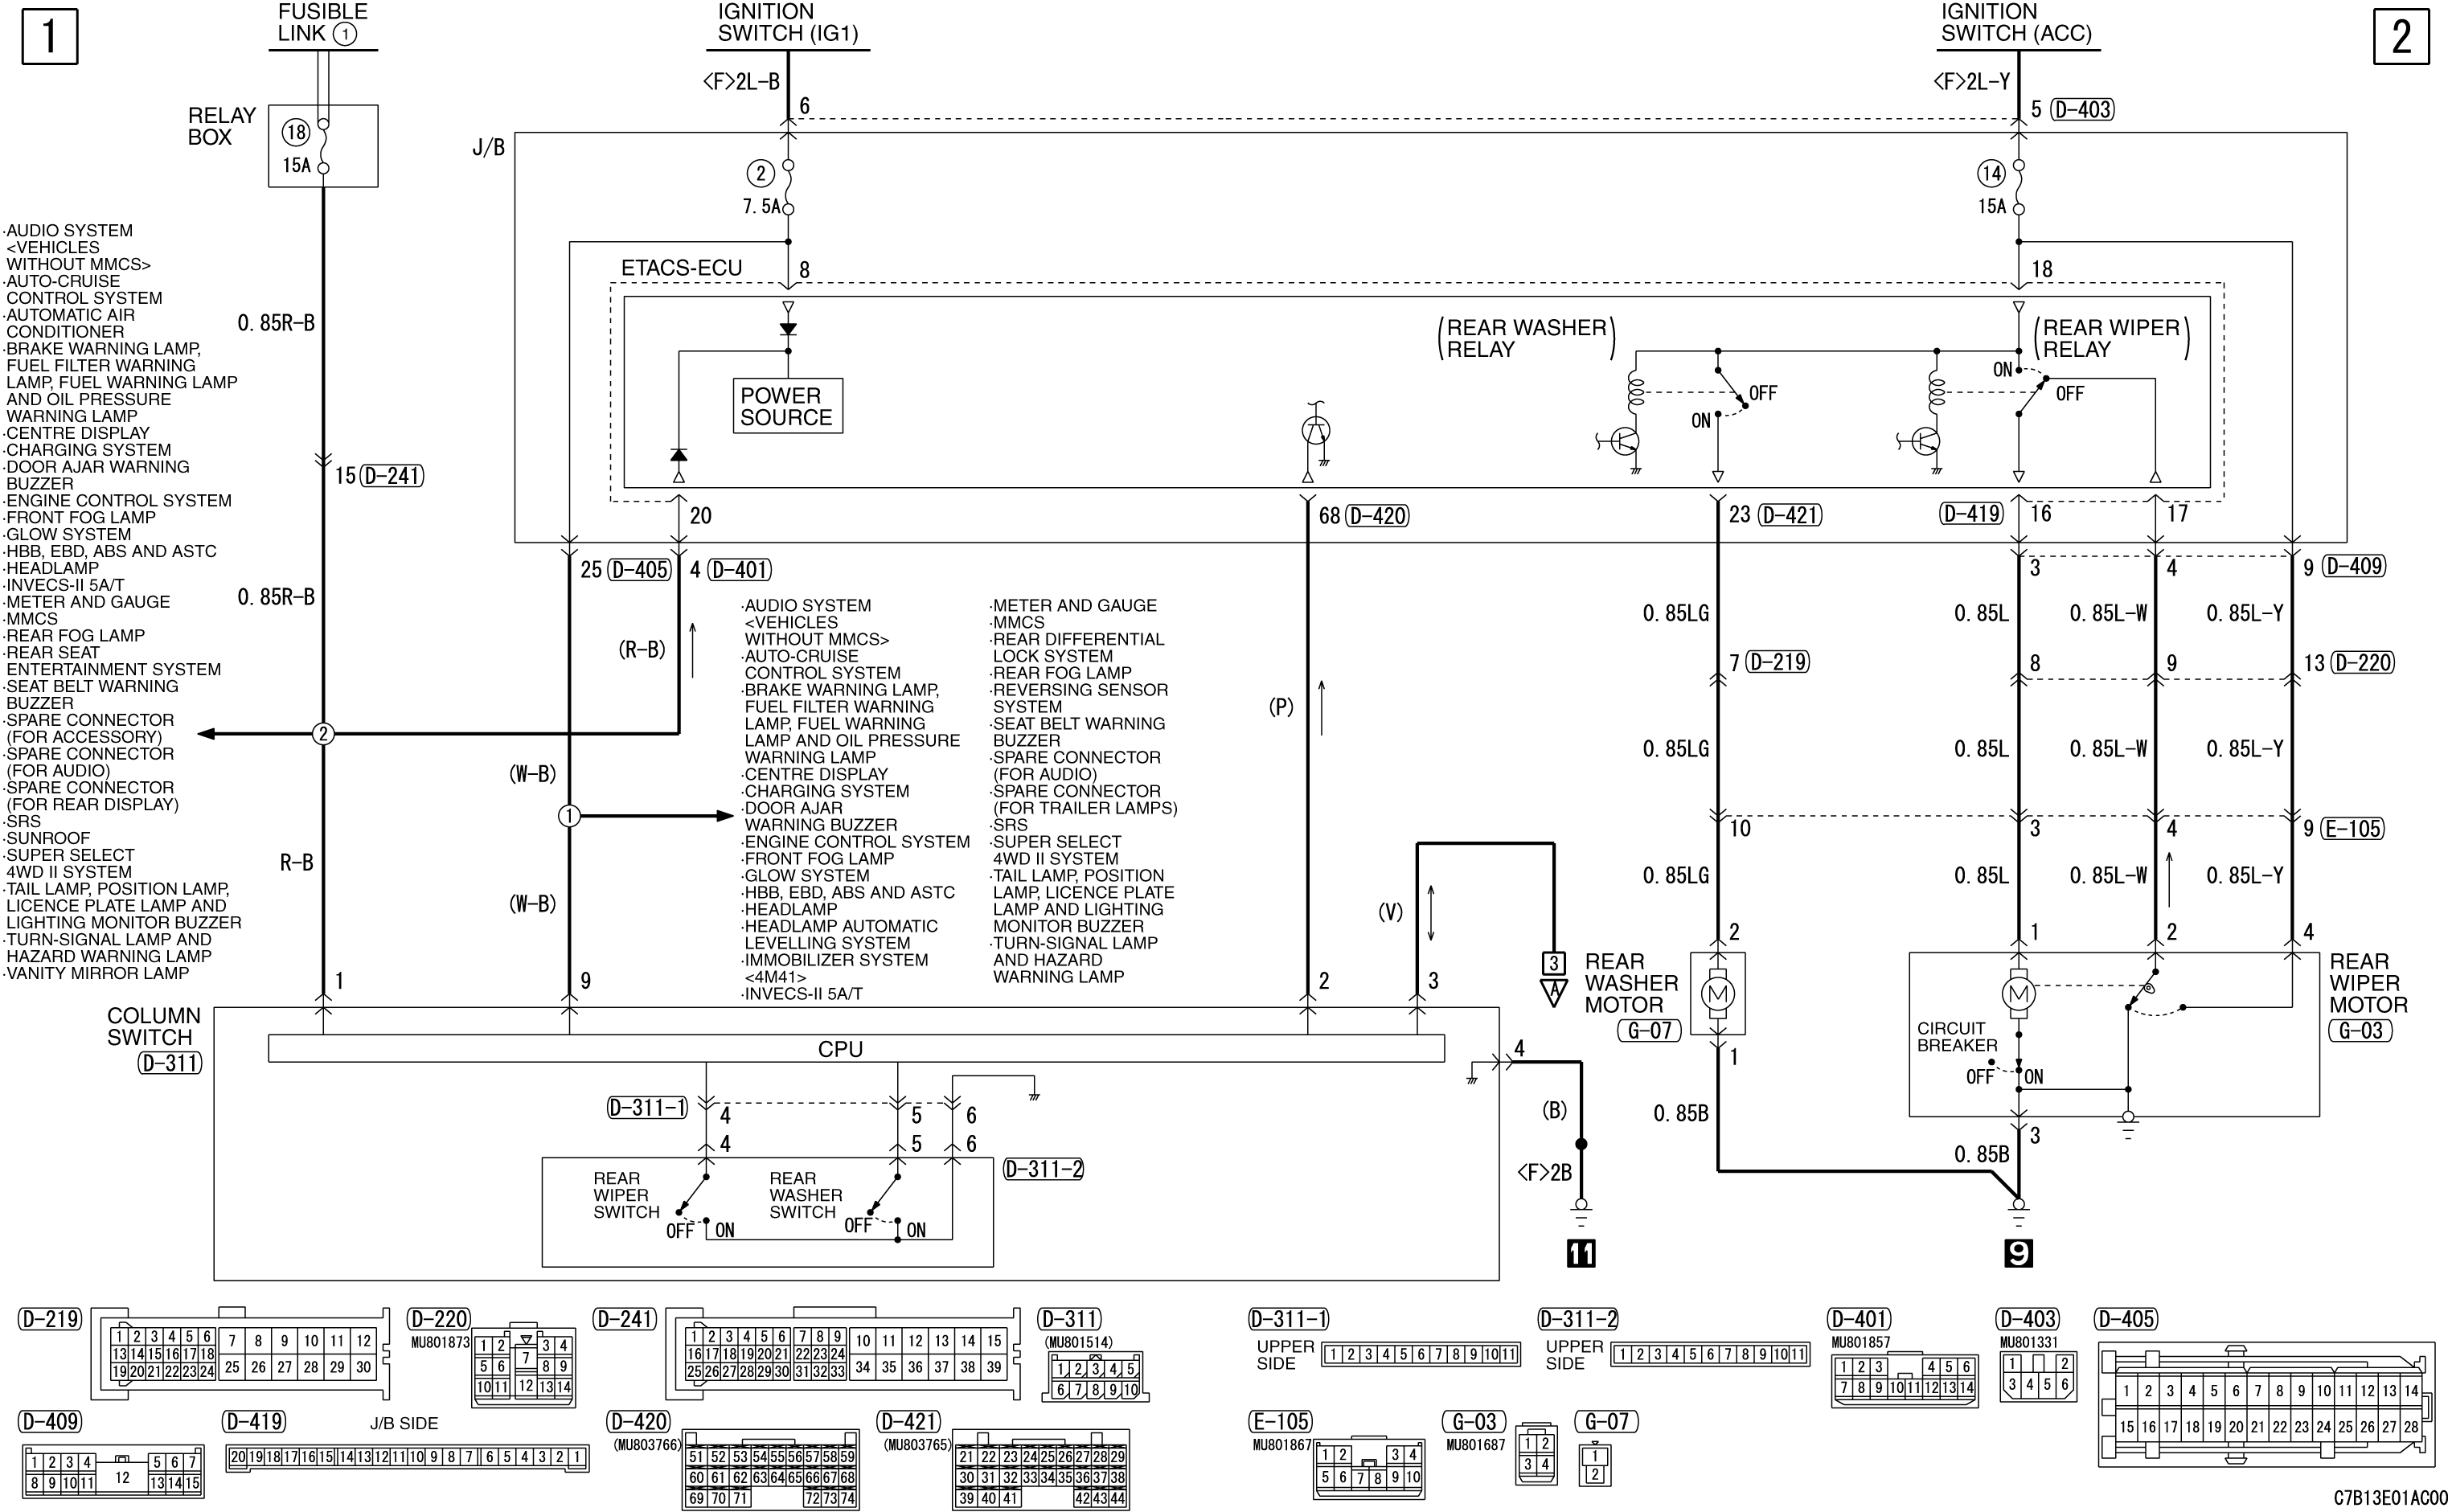 1
FUSIBLE
LINK ①
IGNITION
SWITCH (IG1)
IGNITION
SWITCH (ACC)
2
<F>2L-B
<F>2L-Y
6
5 (D-403)
RELAY
BOX
18
15A
J/B
2
7.5A
14
15A
·AUDIO SYSTEM
<VEHICLES
WITHOUT MMCS>
·AUTO-CRUISE
CONTROL SYSTEM
·AUTOMATIC AIR
CONDITIONER
·BRAKE WARNING LAMP,
FUEL FILTER WARNING
LAMP, FUEL WARNING LAMP
AND OIL PRESSURE
WARNING LAMP
·CENTRE DISPLAY
·CHARGING SYSTEM
·DOOR AJAR WARNING
BUZZER
·ENGINE CONTROL SYSTEM
·FRONT FOG LAMP
·GLOW SYSTEM
·HBB, EBD, ABS AND ASTC
·HEADLAMP
·INVECS-II 5A/T
·METER AND GAUGE
·MMCS
·REAR FOG LAMP
·REAR SEAT
ENTERTAINMENT SYSTEM
·SEAT BELT WARNING
BUZZER
·SPARE CONNECTOR
(FOR ACCESSORY)
·SPARE CONNECTOR
(FOR AUDIO)
·SPARE CONNECTOR
(FOR REAR DISPLAY)
·SRS
·SUNROOF
·SUPER SELECT
4WD II SYSTEM
·TAIL LAMP, POSITION LAMP,
LICENCE PLATE LAMP AND
LIGHTING MONITOR BUZZER
·TURN-SIGNAL LAMP AND
HAZARD WARNING LAMP
·VANITY MIRROR LAMP
0.85R-B
15 (D-241)
0.85R-B
2
R-B
ETACS-ECU
8
18
POWER
SOURCE
(REAR WASHER)
RELAY
OFF
ON
(REAR WIPER)
RELAY
ON
OFF
20
68 (D-420)
23 (D-421)
(D-419) 16
17
25 (D-405)
4 (D-401)
3
4
9 (D-409)
(R-B)
(W-B)
1
(W-B)
·AUDIO SYSTEM
<VEHICLES
WITHOUT MMCS>
·AUTO-CRUISE
CONTROL SYSTEM
·BRAKE WARNING LAMP,
FUEL FILTER WARNING
LAMP, FUEL WARNING
LAMP AND OIL PRESSURE
WARNING LAMP
·CENTRE DISPLAY
·CHARGING SYSTEM
·DOOR AJAR
WARNING BUZZER
·ENGINE CONTROL SYSTEM
·FRONT FOG LAMP
·GLOW SYSTEM
·HBB, EBD, ABS AND ASTC
·HEADLAMP
·HEADLAMP AUTOMATIC
LEVELLING SYSTEM
·IMMOBILIZER SYSTEM
<4M41>
·INVECS-II 5A/T
·METER AND GAUGE
·MMCS
·REAR DIFFERENTIAL
LOCK SYSTEM
·REAR FOG LAMP
·REVERSING SENSOR
SYSTEM
·SEAT BELT WARNING
BUZZER
·SPARE CONNECTOR
(FOR AUDIO)
·SPARE CONNECTOR
(FOR TRAILER LAMPS)
·SRS
·SUPER SELECT
4WD II SYSTEM
·TAIL LAMP, POSITION
LAMP, LICENCE PLATE
LAMP AND LIGHTING
MONITOR BUZZER
·TURN-SIGNAL LAMP
AND HAZARD
WARNING LAMP
(P)
(V)
3
A
0.85LG 0.85L 0.85L-W 0.85L-Y
7 (D-219) 8 9 13 (D-220)
0.85LG 0.85L 0.85L-W 0.85L-Y
10 3 4 9 (E-105)
0.85LG 0.85L 0.85L-W 0.85L-Y
1 9 2 3
2 1 2 4
COLUMN
SWITCH
(D-311)
CPU
REAR
WASHER
MOTOR
(G-07)
M
1
M
CIRCUIT
BREAKER
OFF ON
REAR
WIPER
MOTOR
(G-03)
3
4
(B)
<F>2B
0.85B
0.85B
11
9
(D-311-1) 4 5 6
4 5 6
(D-311-2)
REAR
WIPER
SWITCH
OFF ON
REAR
WASHER
SWITCH
OFF ON
(D-219)
1 2 3 4 5 6 7 8 9 10 11 12
13 14 15 16 17 18
19 20 21 22 23 24 25 26 27 28 29 30
(D-220)
MU801873
1 2 3 4
7
5 6 8 9
10 11 12 13 14
(D-241)
1 2 3 4 5 6 7 8 9 10 11 12 13 14 15
16 17 18 19 20 21 22 23 24
25 26 27 28 29 30 31 32 33 34 35 36 37 38 39
(D-311)
(MU801514)
1 2 3 4 5
6 7 8 9 10
(D-311-1)
UPPER
SIDE
1 2 3 4 5 6 7 8 9 10 11
(D-311-2)
UPPER
SIDE
1 2 3 4 5 6 7 8 9 10 11
(D-401)
MU801857
1 2 3 4 5 6
7 8 9 10 11 12 13 14
(D-403)
MU801331
1 2
3 4 5 6
(D-405)
1 2 3 4 5 6 7 8 9 10 11 12 13 14
15 16 17 18 19 20 21 22 23 24 25 26 27 28
(D-409)
1 2 3 4 5 6 7
12
8 9 10 11 13 14 15
(D-419)
J/B SIDE
20 19 18 17 16 15 14 13 12 11 10 9 8 7 6 5 4 3 2 1
(D-420)
(MU803766)
51 52 53 54 55 56 57 58 59
60 61 62 63 64 65 66 67 68
69 70 71 72 73 74
(D-421)
(MU803765)
21 22 23 24 25 26 27 28 29
30 31 32 33 34 35 36 37 38
39 40 41 42 43 44
(E-105)
MU801867
1 2 3 4
5 6 7 8 9 10
(G-03)
MU801687
1 2
3 4
(G-07)
1
2
C7B13E01AC00